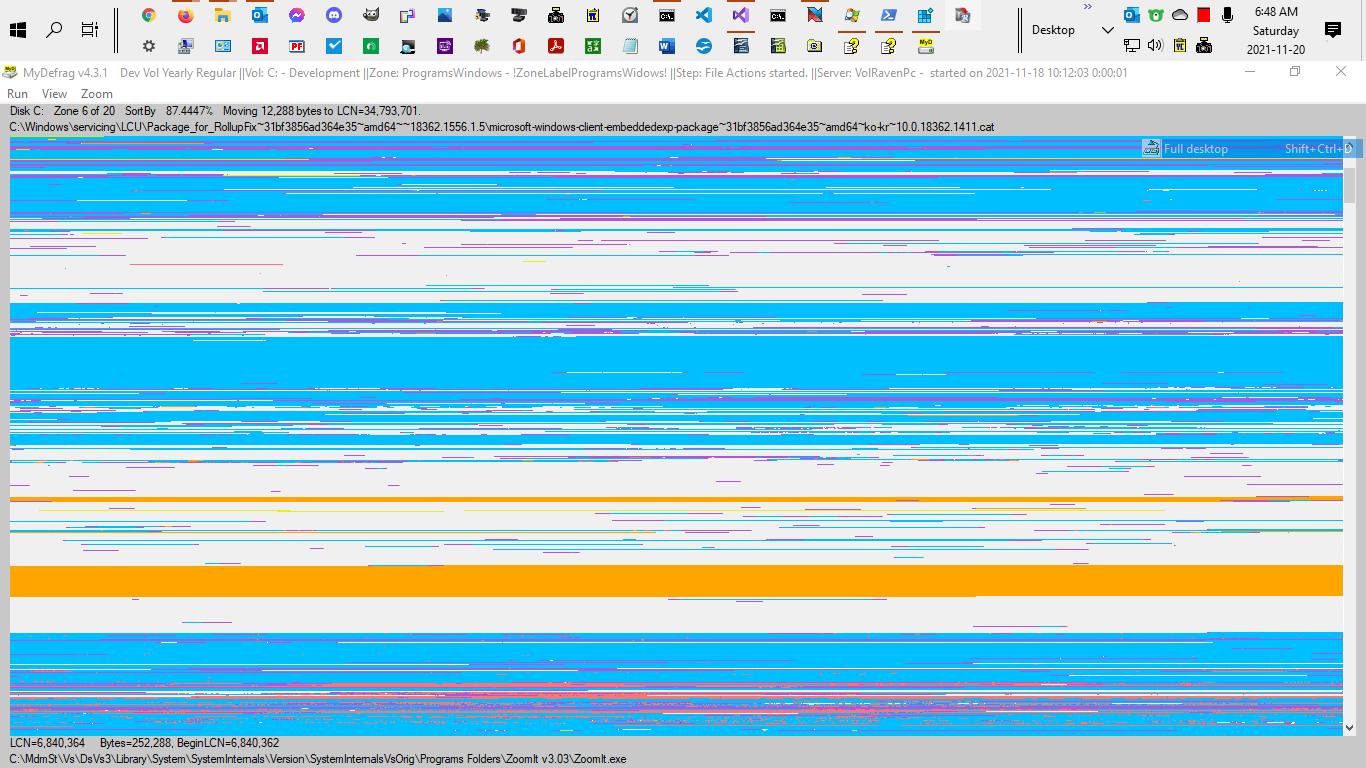 6:48 AM
Desktop
Saturday
2021-11-20
MyDefrag v4.3.1 Dev Vol Yearly Regular ||Vol: C: - Development ||Zone: ProgramsWindows - !ZoneLabelProgramsWidows! ||Step: File Actions started. ||Server: VolRavenPc - started on 2021-11-18 10:12:03 0:00:01
Run View Zoom
Disk C: Zone 6 of 20 SortBy 87.4447% Moving 12,288 bytes to LCN=34,793,701.
C:\Windows\servicing\LCU\Package_for_RollupFix~31bf3856ad364e35~amd64~~18362.1556.1.5\microsoft-windows-client-embeddedexp-package~31bf3856ad364e35~amd64~ko-kr~10.0.18362.1411.cat
Full desktop Shift+Ctrl+D
LCN=6,840,364 Bytes=252,288, BeginLCN=6,840,362
C:\MdmSt\Vs\DsVs3\Library\System\SystemInternals\Version\SystemInternalsVsOrig\Programs Folders\ZoomIt v3.03\ZoomIt.exe